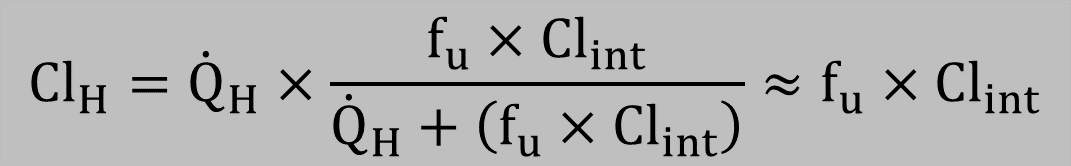 Cl_H = Q̇_H × (f_u × Cl_int) / (Q̇_H + (f_u × Cl_int)) ≈ f_u × Cl_int